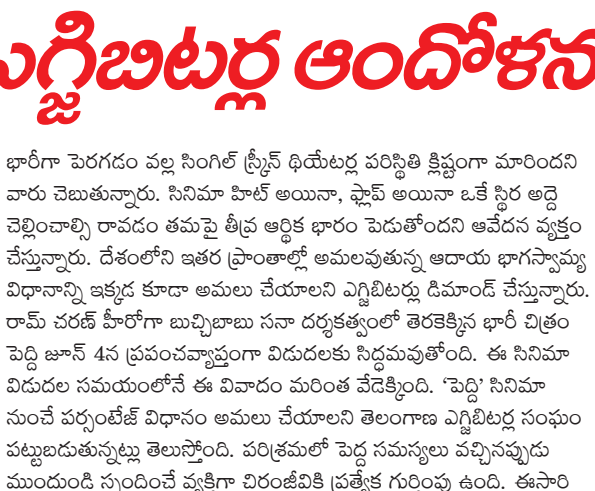 ఎగ్జిబిటర్ల ఆందోళన
భారీగా పెరగడం వల్ల సింగిల్ స్క్రీన్ థియేటర్ల పరిస్థితి క్లిష్టంగా మారిందని
వారు చెబుతున్నారు. సినిమా హిట్ అయినా, ఫ్లాప్ అయినా ఒకే స్థిర అద్దె
చెల్లించాల్సి రావడం తమపై తీవ్ర ఆర్థిక భారం పెడుతోందని ఆవేదన వ్యక్తం
చేస్తున్నారు. దేశంలోని ఇతర ప్రాంతాల్లో అమలవుతున్న ఆదాయ భాగస్వామ్య
విధానాన్ని ఇక్కడ కూడా అమలు చేయాలని ఎగ్జిబిటర్లు డిమాండ్ చేస్తున్నారు.
రామ్ చరణ్ హీరోగా బుచ్చిబాబు సనా దర్శకత్వంలో తెరకెక్కిన భారీ చిత్రం
పెద్ది జూన్ 4న ప్రపంచవ్యాప్తంగా విడుదలకు సిద్ధమవుతోంది. ఈ సినిమా
విడుదల సమయంలోనే ఈ వివాదం మరింత వేడెక్కింది. ‘పెద్ది’ సినిమా
నుంచే పర్సంటేజ్ విధానం అమలు చేయాలని తెలంగాణ ఎగ్జిబిటర్ల సంఘం
పట్టుబడుతున్నట్లు తెలుస్తోంది. పరిశ్రమలో పెద్ద సమస్యలు వచ్చినప్పుడు
ముందుండి స్పందించే వ్యక్తిగా చిరంజీవికి ప్రత్యేక గుర్తింపు ఉంది. ఈసారి